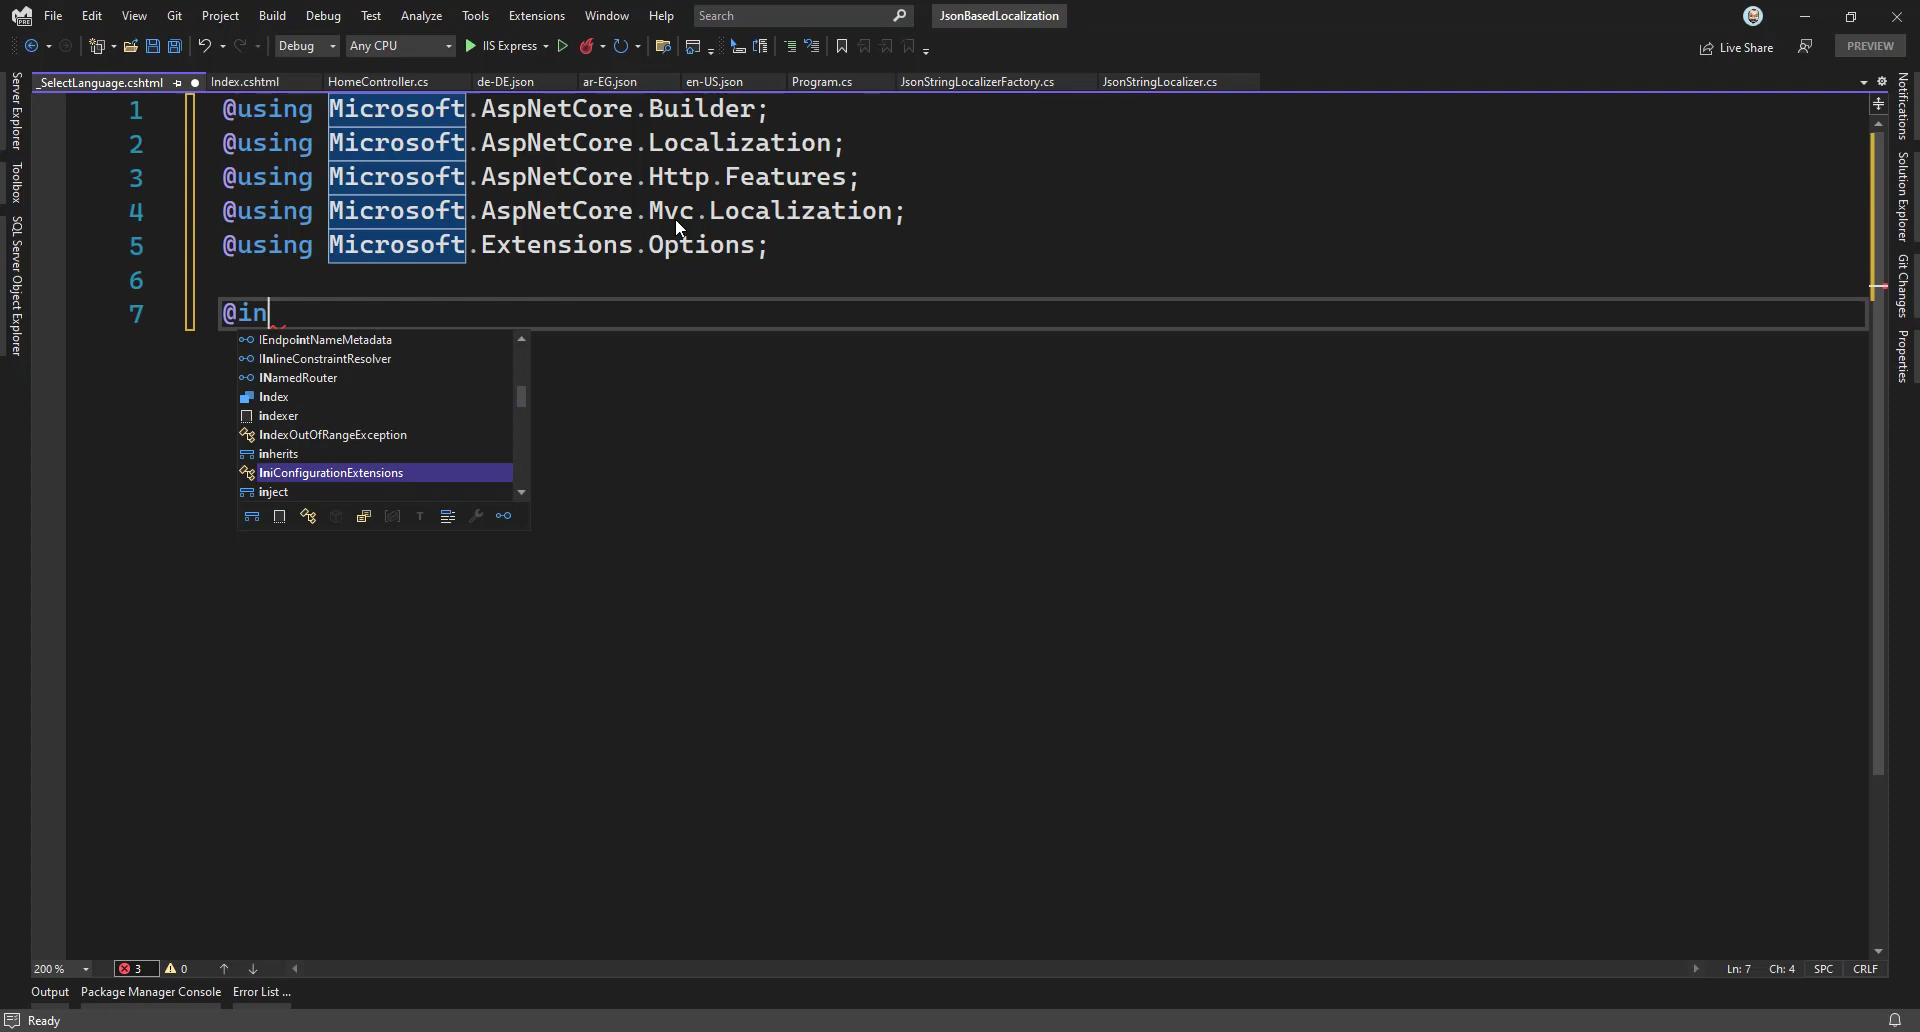 File Edit View Git Project Build Debug Test Analyze Tools Extensions Window Help Search JsonBasedLocalization
Debug Any CPU IIS Express Live Share PREVIEW
_SelectLanguage.cshtml Index.cshtml HomeController.cs de-DE.json ar-EG.json en-US.json Program.cs JsonStringLocalizerFactory.cs JsonStringLocalizer.cs
Server Explorer
Toolbox
SQL Server Object Explorer
1 @using Microsoft.AspNetCore.Builder;
2 @using Microsoft.AspNetCore.Localization;
3 @using Microsoft.AspNetCore.Http.Features;
4 @using Microsoft.AspNetCore.Mvc.Localization;
5 @using Microsoft.Extensions.Options;
6
7 @in
IEndpointNameMetadata
IInlineConstraintResolver
INamedRouter
Index
indexer
IndexOutOfRangeException
inherits
IniConfigurationExtensions
inject
Notifications
Solution Explorer
Git Changes
Properties
200 % 3 0 Ln: 7 Ch: 4 SPC CRLF
Output Package Manager Console Error List ...
Ready